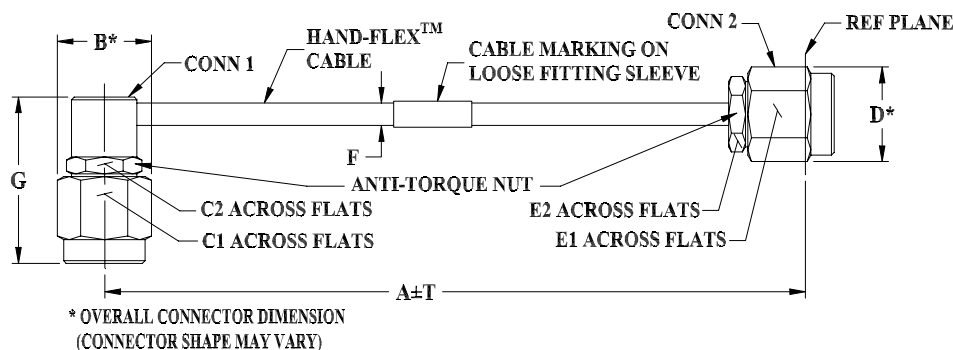 CONN 2
REF PLANE
B*
HAND-FLEX™
CABLE
CABLE MARKING ON
LOOSE FITTING SLEEVE
CONN 1
D*
F
G
ANTI-TORQUE NUT
C2 ACROSS FLATS
E2 ACROSS FLATS
C1 ACROSS FLATS
E1 ACROSS FLATS
A±T
* OVERALL CONNECTOR DIMENSION
(CONNECTOR SHAPE MAY VARY)